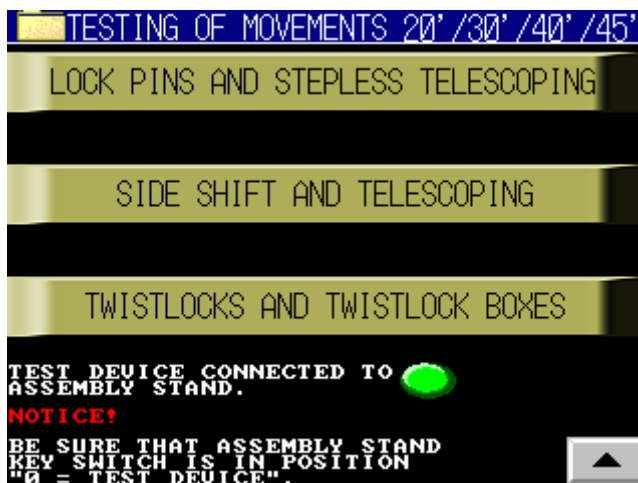 TESTING OF MOVEMENTS 20'/30'/40'/45'
LOCK PINS AND STEPLESS TELESCOPING
SIDE SHIFT AND TELESCOPING
TWISTLOCKS AND TWISTLOCK BOXES
TEST DEVICE CONNECTED TO
ASSEMBLY STAND.
NOTICE!
BE SURE THAT ASSEMBLY STAND
KEY SWITCH IS IN POSITION
"0 = TEST DEVICE".